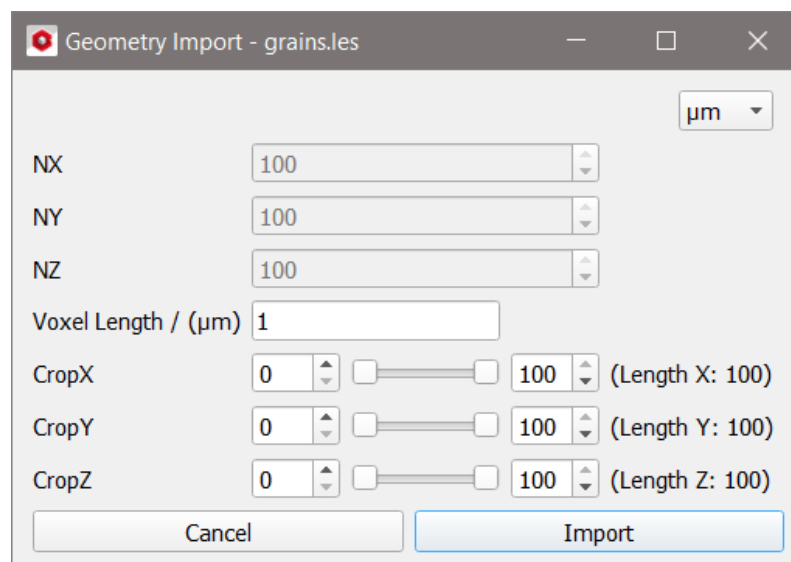 Geometry Import - grains.les
µm
NX 100
NY 100
NZ 100
Voxel Length / (µm) 1
CropX 0 100 (Length X: 100)
CropY 0 100 (Length Y: 100)
CropZ 0 100 (Length Z: 100)
Cancel Import